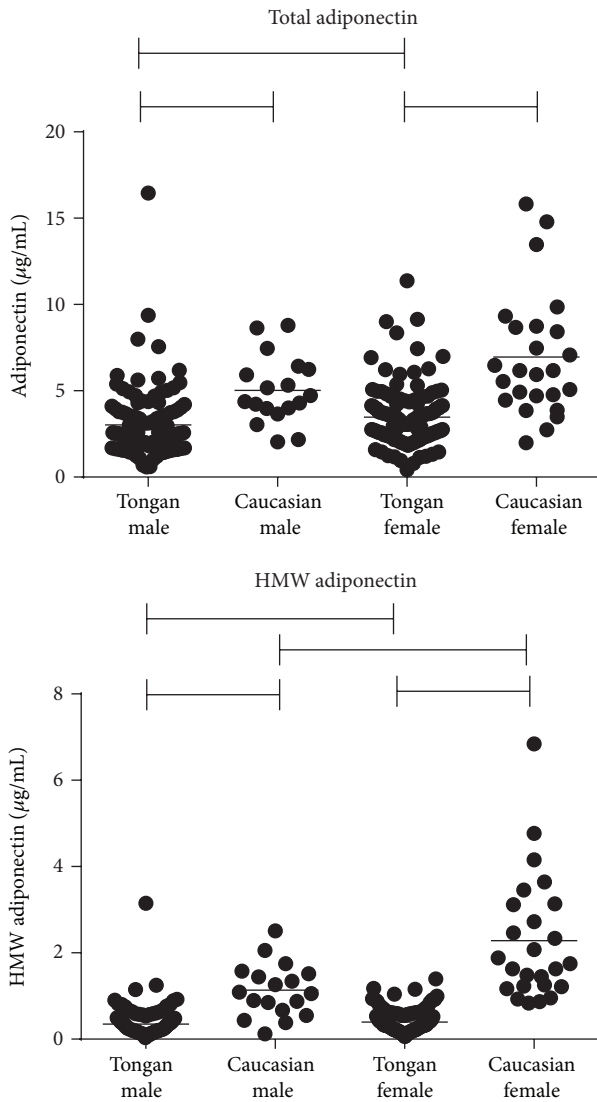 Total adiponectin
20
15
10
5
0
Adiponectin (µg/mL)
Tongan
male
Caucasian
male
Tongan
female
Caucasian
female
HMW adiponectin
8
6
4
2
0
HMW adiponectin (µg/mL)
Tongan
male
Caucasian
male
Tongan
female
Caucasian
female